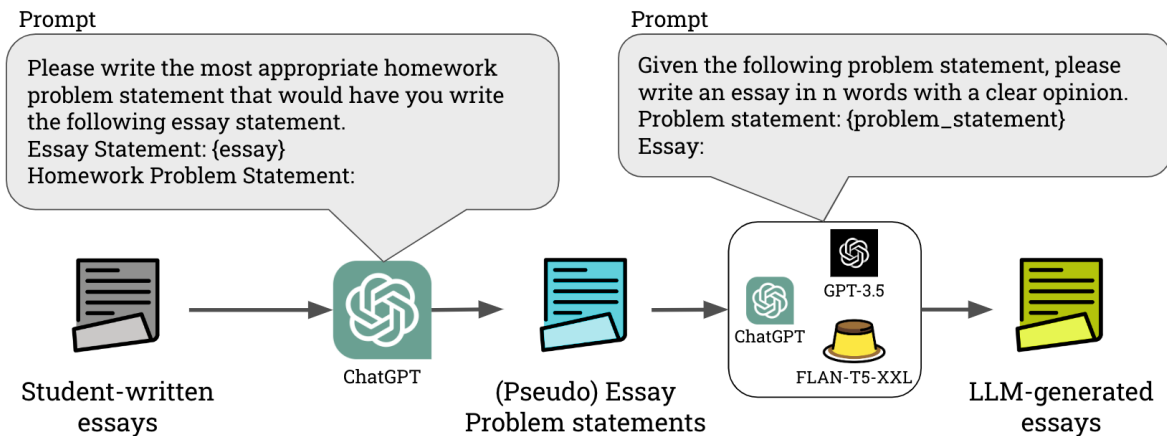 Prompt
Please write the most appropriate homework
problem statement that would have you write
the following essay statement.
Essay Statement: {essay}
Homework Problem Statement:
Prompt
Given the following problem statement, please
write an essay in n words with a clear opinion.
Problem statement: {problem_statement}
Essay:
Student-written
essays
ChatGPT
(Pseudo) Essay
Problem statements
GPT-3.5
ChatGPT
FLAN-T5-XXL
LLM-generated
essays